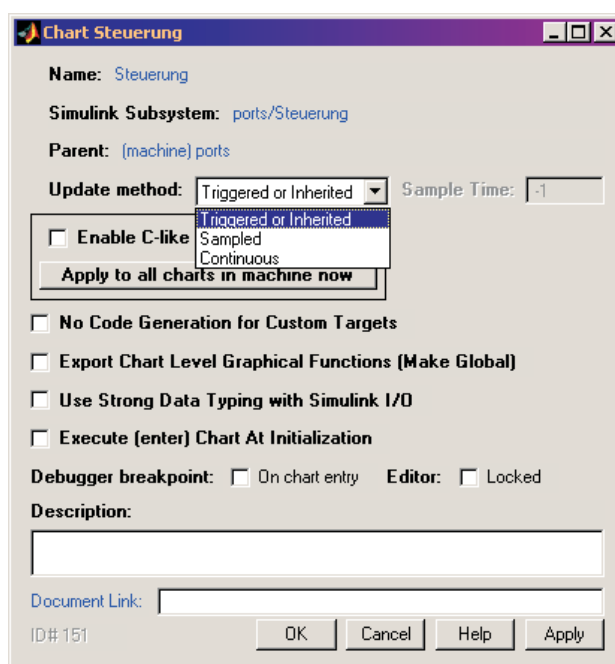 Chart Steuerung
Name: Steuerung
Simulink Subsystem: ports/Steuerung
Parent: (machine) ports
Update method: Triggered or Inherited Sample Time: -1
Triggered or Inherited
Enable C-like Sampled
Continuous
Apply to all charts in machine now
No Code Generation for Custom Targets
Export Chart Level Graphical Functions (Make Global)
Use Strong Data Typing with Simulink I/O
Execute (enter) Chart At Initialization
Debugger breakpoint: On chart entry Editor: Locked
Description:
Document Link:
ID# 151 OK Cancel Help Apply